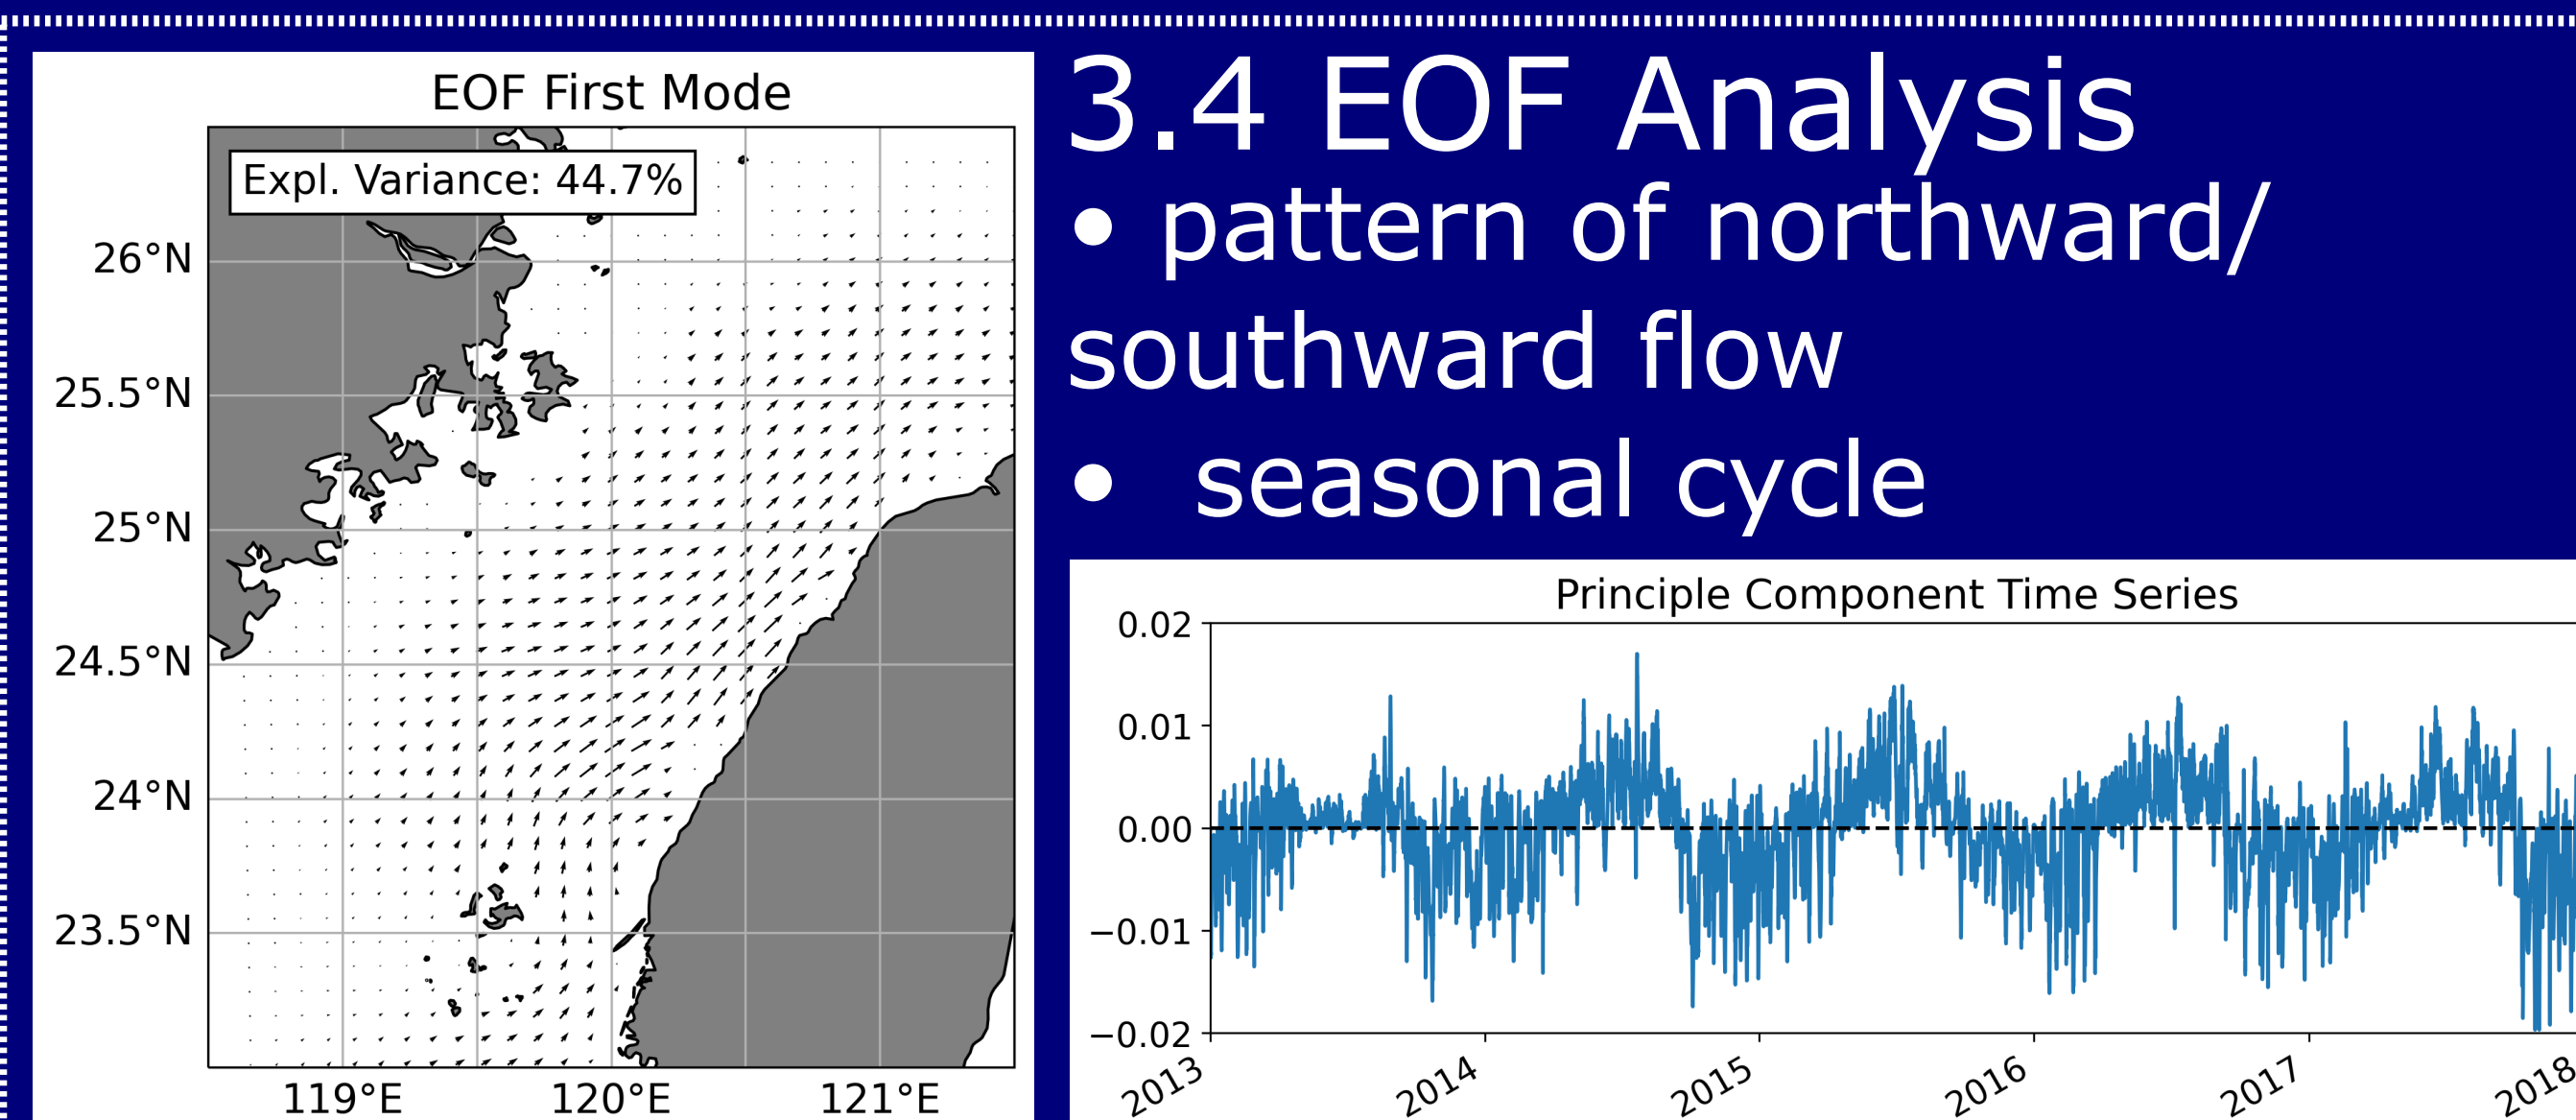 EOF First Mode
Expl. Variance: 44.7%
26°N
25.5°N
25°N
24.5°N
24°N
23.5°N
119°E 120°E 121°E
3.4 EOF Analysis
• pattern of northward/
southward flow
• seasonal cycle
Principle Component Time Series
0.02
0.01
0.00
−0.01
−0.02
2013 2014 2015 2016 2017 2018